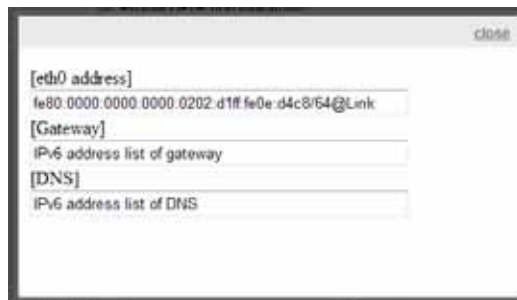 close
[eth0 address]
fe80:0000:0000:0000:0202:d1ff:fe0e:d4c8/64@Link
[Gateway]
IPv6 address list of gateway
[DNS]
IPv6 address list of DNS